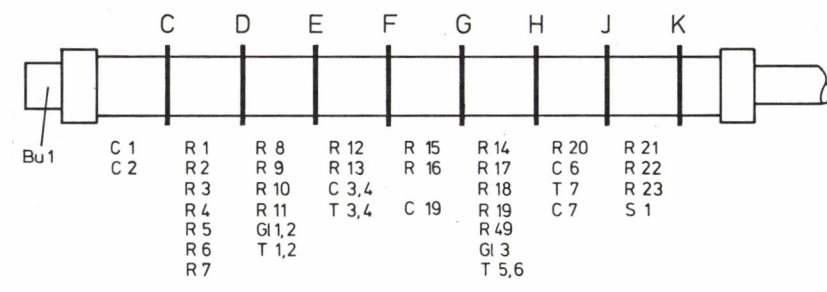 C D E F G H J K
Bu 1
C 1 R 1 R 8 R 12 R 15 R 14 R 20 R 21
C 2 R 2 R 9 R 13 R 16 R 17 C 6 R 22
R 3 R 10 C 3,4 R 18 T 7 R 23
R 4 R 11 T 3,4 C 19 R 19 C 7 S 1
R 5 Gl 1,2 R 49
R 6 T 1,2 Gl 3
R 7 T 5,6